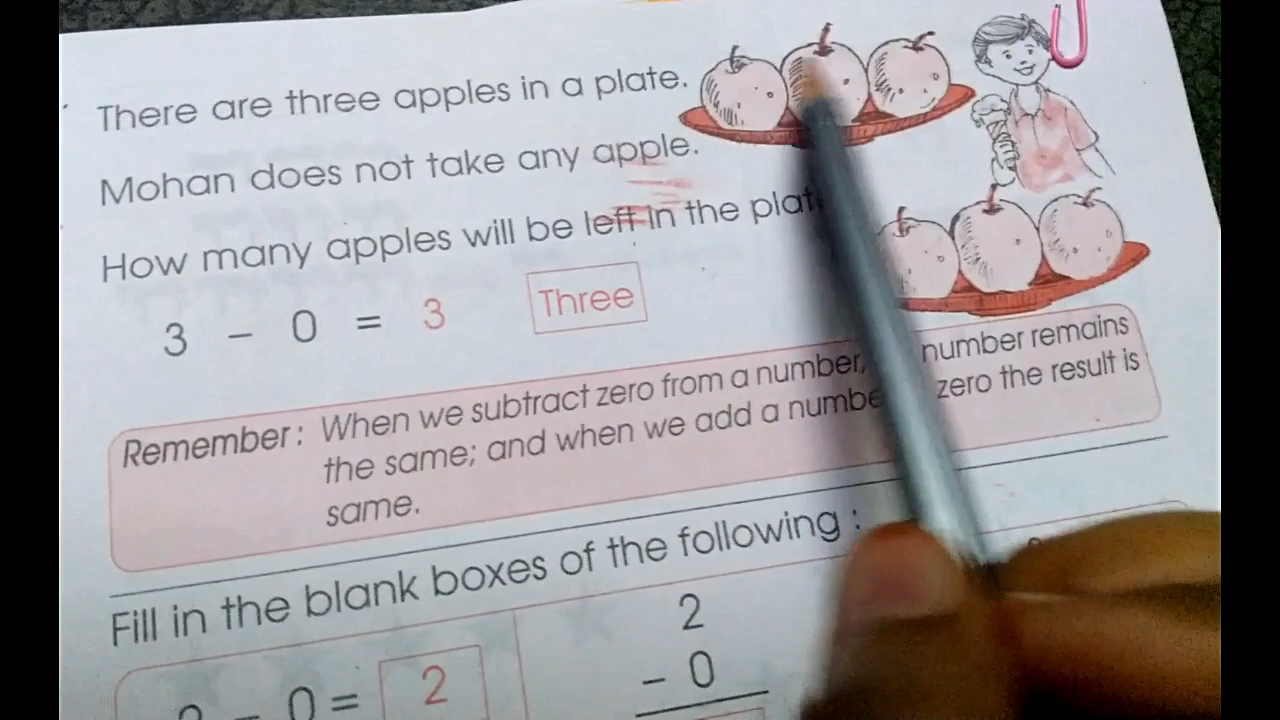 There are three apples in a plate.
Mohan does not take any apple.
How many apples will be left in the
3 - 0 = 3 Three
Remember: When we subtract zero from a number, number remains
the same; and when we add a zero the result is
same.
Fill in the blank boxes of the following :
- 0 = 2
2
- 0